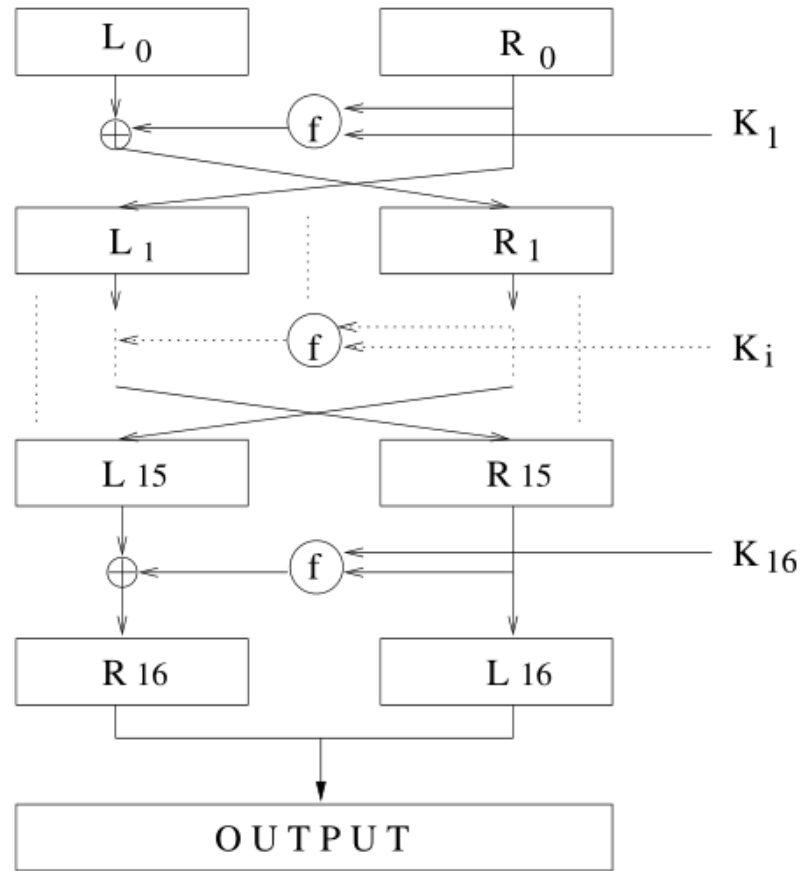 L 0 R 0
f K 1
L 1 R 1
f K i
L 15 R 15
f K 16
R 16 L 16
OUTPUT